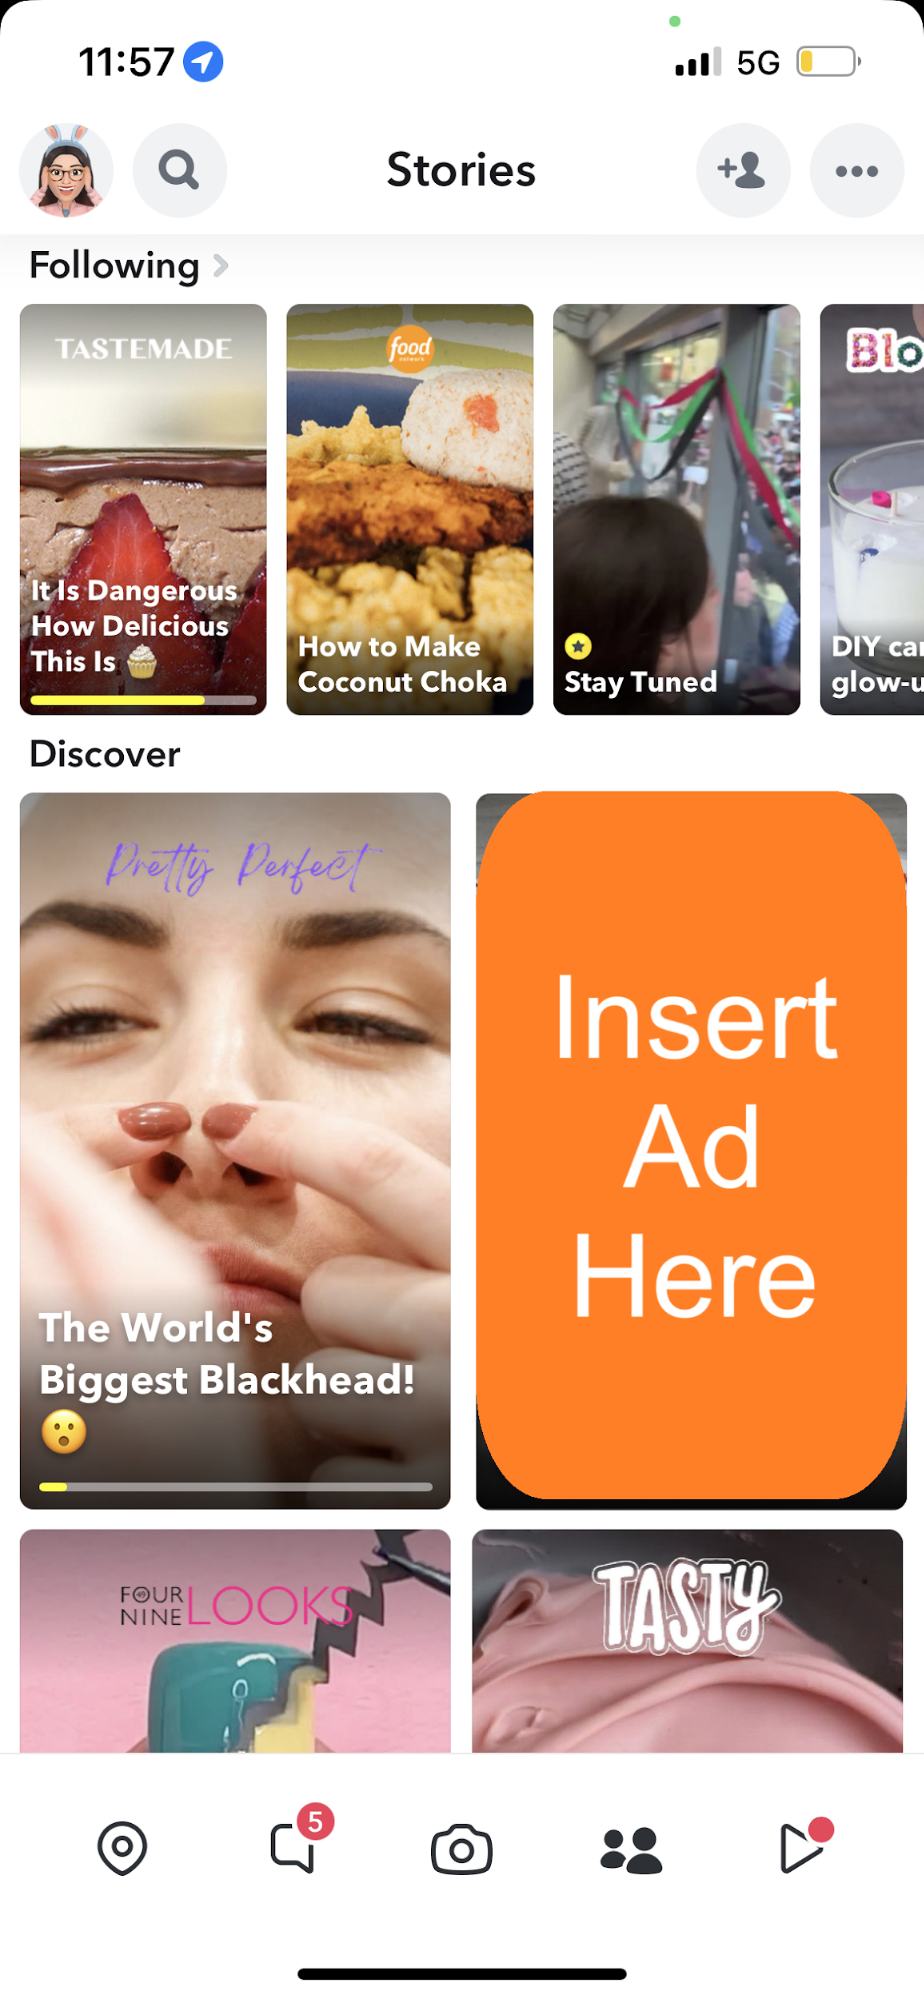 11:57
5G
Stories
Following
TASTEMADE
It Is Dangerous
How Delicious
This Is 🧁
food
network
How to Make
Coconut Choka
Stay Tuned
Blo
DIY
glow-u
Discover
Pretty Perfect
The World's
Biggest Blackhead!
😮
Insert
Ad
Here
FOUR
NINE
LOOKS
TASTY
5